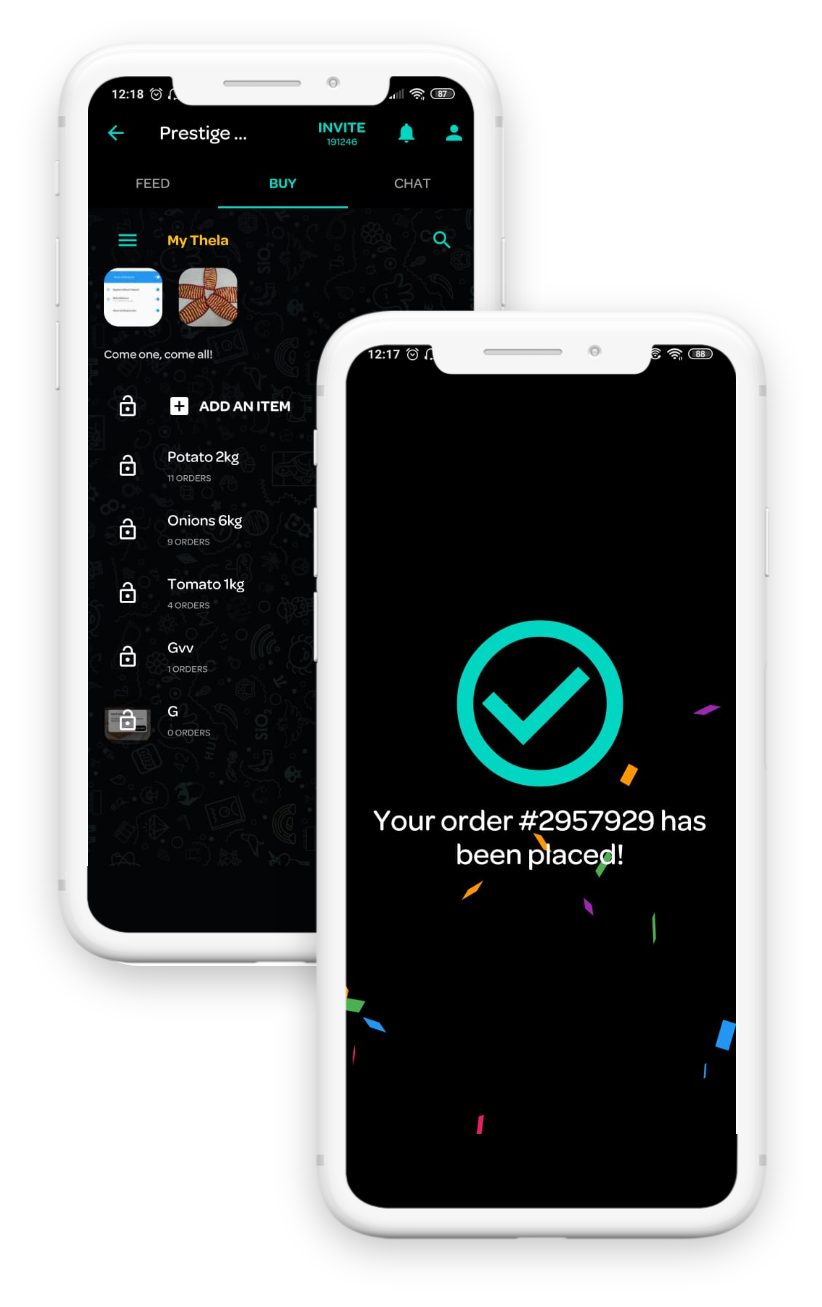 12:18
87
Prestige ...
INVITE
191246
FEED
BUY
CHAT
My Thela
Come one, come all!
ADD AN ITEM
Potato 2kg
11 ORDERS
Onions 6kg
9 ORDERS
Tomato 1kg
4 ORDERS
Gvv
1 ORDERS
G
0 ORDERS
12:17
88
Your order #2957929 has
been placed!